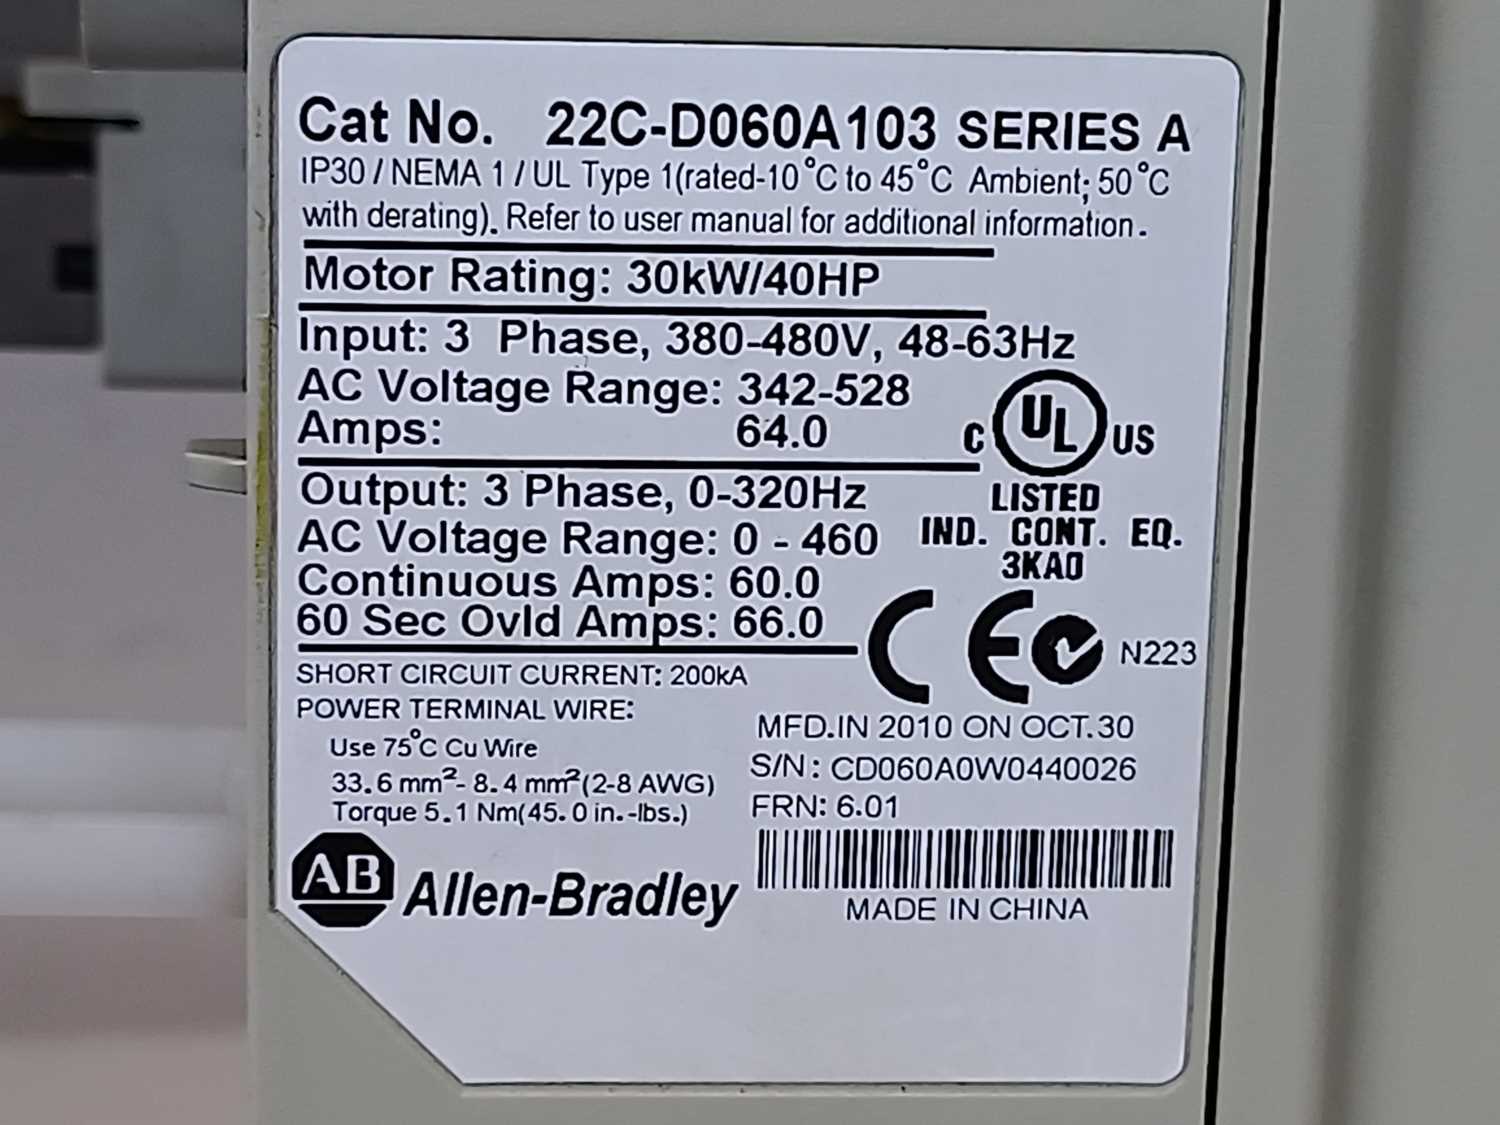 Cat No. 22C-D060A103 SERIES A
IP30 / NEMA 1 / UL Type 1(rated-10°C to 45°C Ambient; 50°C
with derating). Refer to user manual for additional information.
Motor Rating: 30kW/40HP
Input: 3 Phase, 380-480V, 48-63Hz
AC Voltage Range: 342-528
Amps: 64.0
C UL US
LISTED
IND. CONT. EQ.
3KA0
Output: 3 Phase, 0-320Hz
AC Voltage Range: 0 - 460
Continuous Amps: 60.0
60 Sec Ovld Amps: 66.0
CE N223
SHORT CIRCUIT CURRENT: 200kA
POWER TERMINAL WIRE:
Use 75°C Cu Wire
33.6 mm²- 8.4 mm²(2-8 AWG)
Torque 5.1 Nm(45.0 in.-lbs.)
MFD.IN 2010 ON OCT.30
S/N: CD060A0W0440026
FRN: 6.01
AB Allen-Bradley
MADE IN CHINA